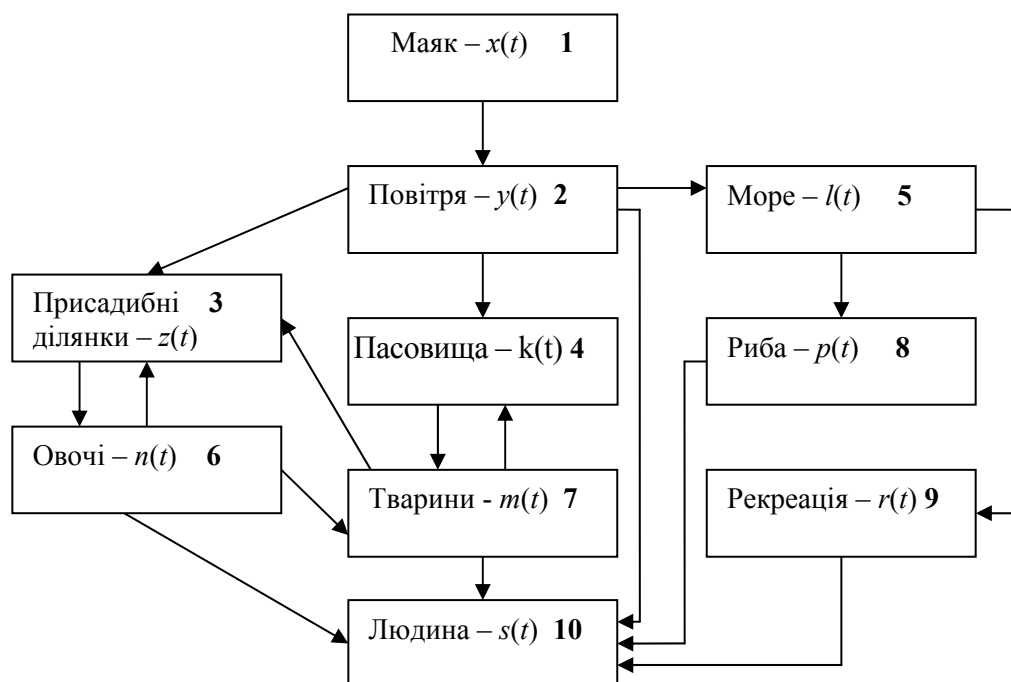 Маяк – x(t) 1
Повітря – y(t) 2
Море – l(t) 5
Присадибні 3
ділянки – z(t)
Пасовища – k(t) 4
Риба – p(t) 8
Овочі – n(t) 6
Тварини - m(t) 7
Рекреація – r(t) 9
Людина – s(t) 10